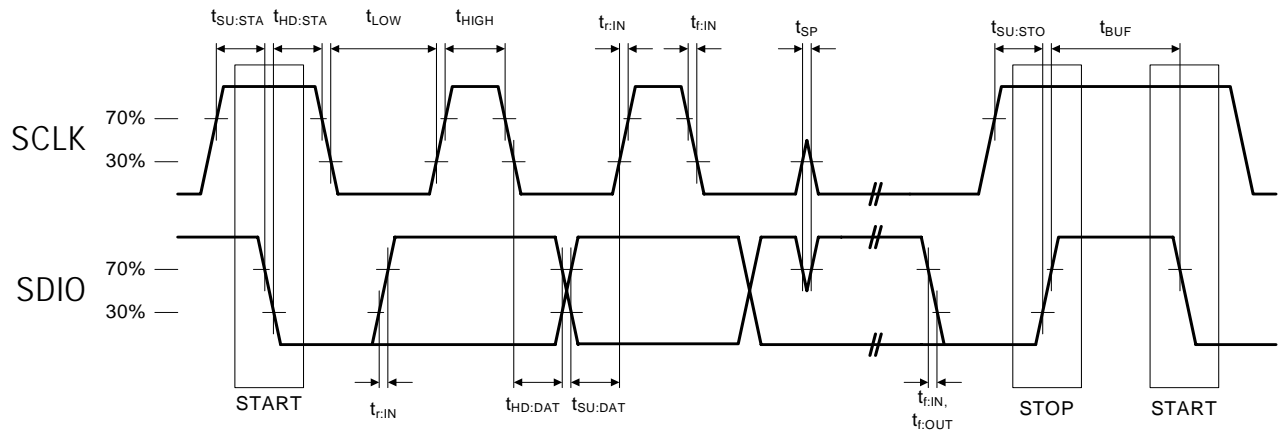 tSU:STA tHD:STA tLOW tHIGH tr:IN tf:IN tSP tSU:STO tBUF
SCLK
70%
30%
SDIO
70%
30%
START
tr:IN
tHD:DAT tSU:DAT
tf:IN,
tf:OUT
STOP
START